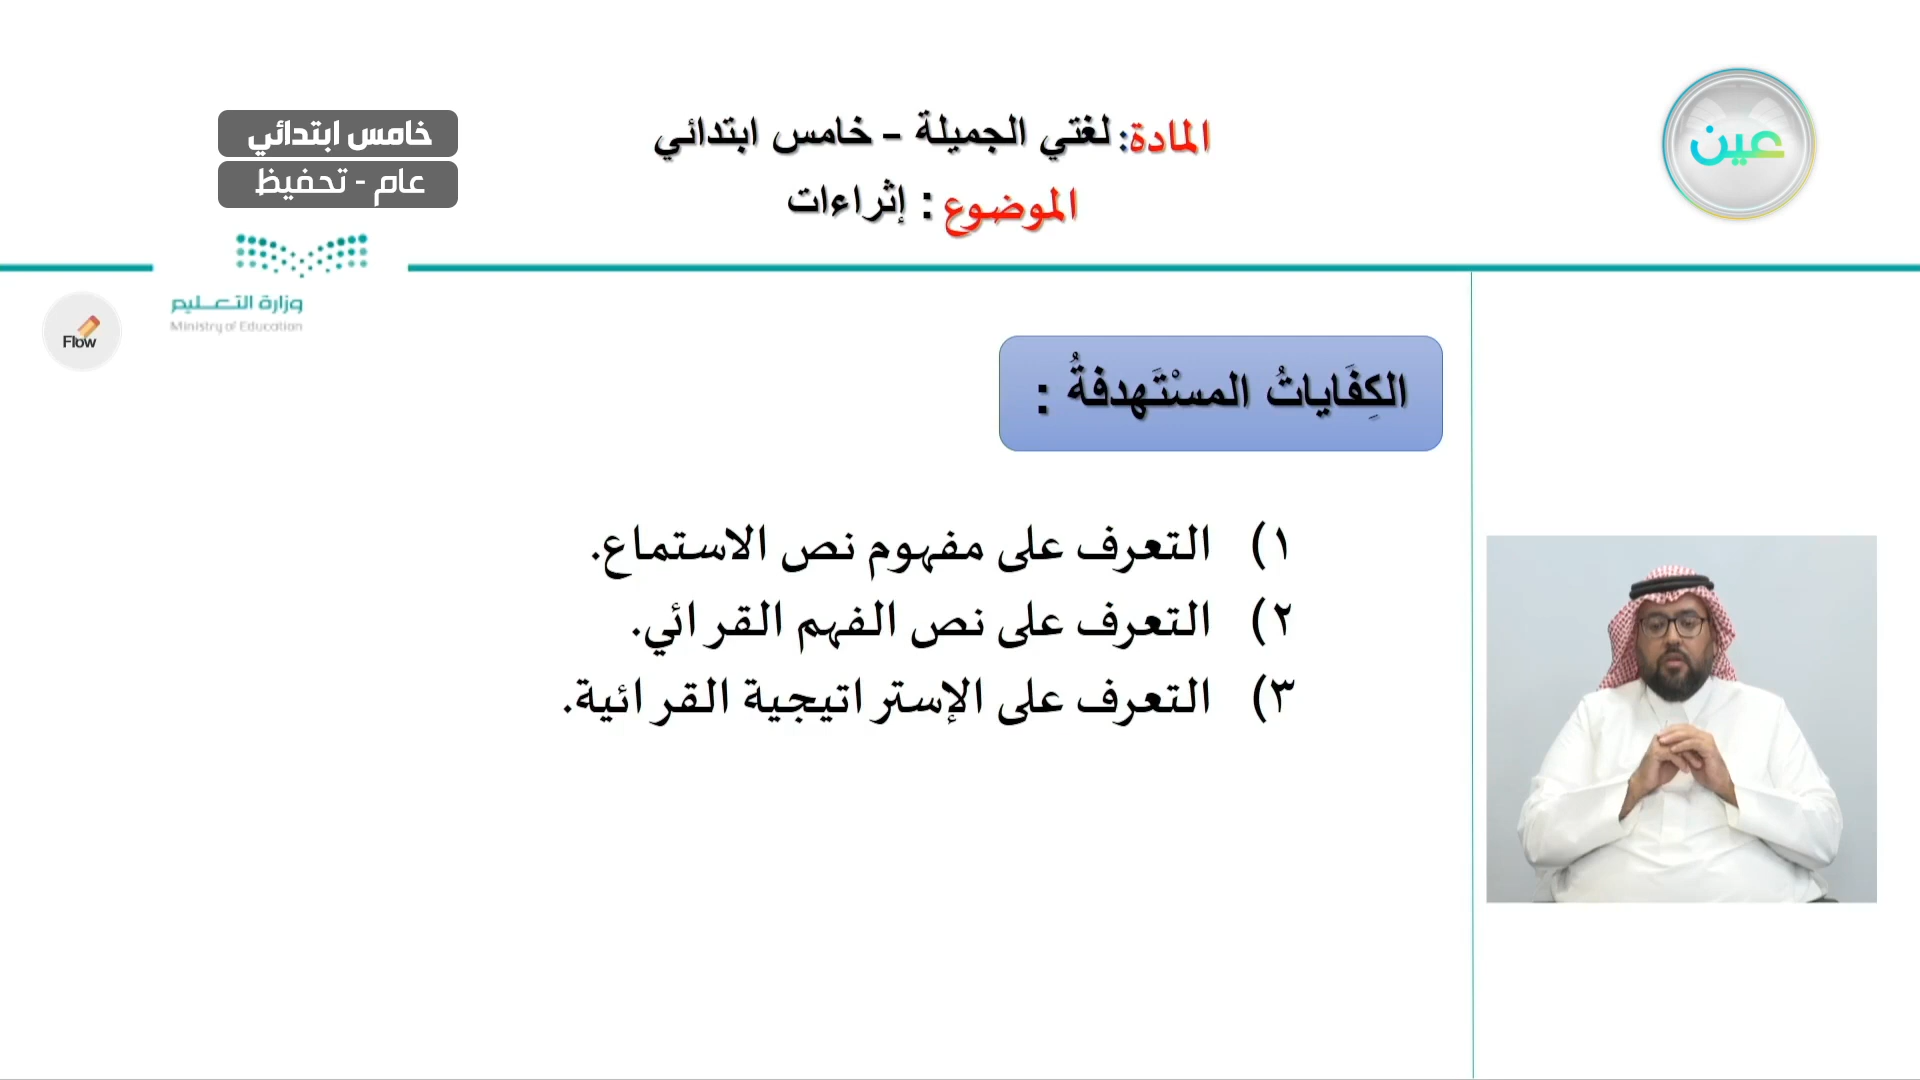 المادة: لغتي الجميلة – خامس ابتدائي
الموضوع : إثراءات
عين
خامس ابتدائي
عام - تحفيظ
وزارة التعـليم
Ministry of Education
Flow
الكِفَاياتُ المسْتَهدفةُ :
١) التعرف على مفهوم نص الاستماع.
٢) التعرف على نص الفهم القرائي.
٣) التعرف على الإستراتيجية القرائية.